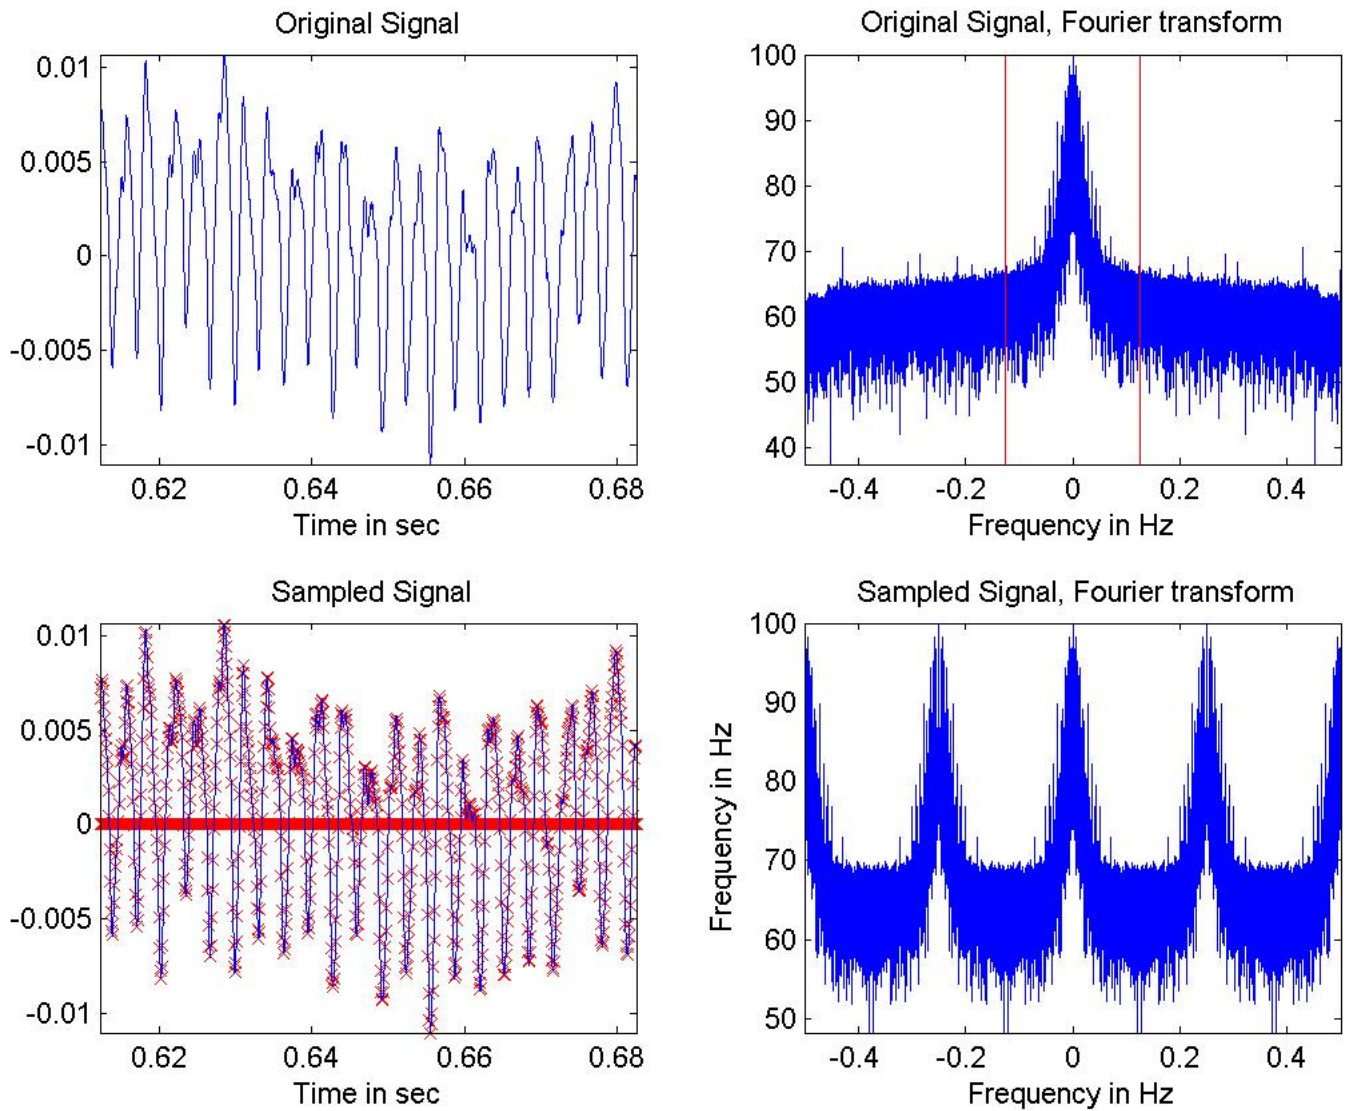 Original Signal
0.01
0.005
0
-0.005
-0.01
0.62 0.64 0.66 0.68
Time in sec
Original Signal, Fourier transform
100
90
80
70
60
50
40
-0.4 -0.2 0 0.2 0.4
Frequency in Hz
Sampled Signal
0.01
0.005
0
-0.005
-0.01
0.62 0.64 0.66 0.68
Time in sec
Sampled Signal, Fourier transform
Frequency in Hz
100
90
80
70
60
50
-0.4 -0.2 0 0.2 0.4
Frequency in Hz